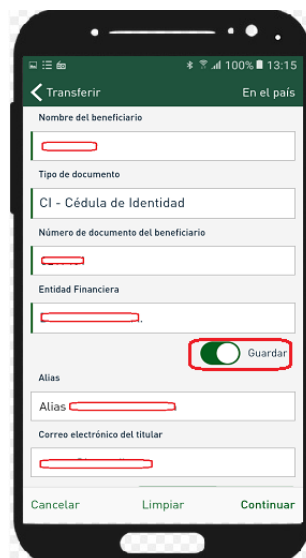 100% 13:15
Transferir En el país
Nombre del beneficiario
Tipo de documento
CI - Cédula de Identidad
Número de documento del beneficiario
Entidad Financiera
Guardar
Alias
Alias
Correo electrónico del titular
Cancelar Limpiar Continuar